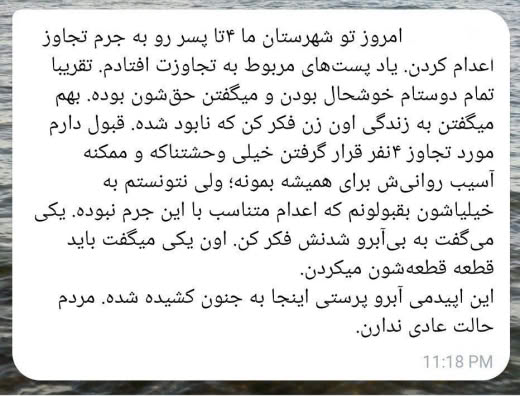 امروز تو شهرستان ما ۴تا پسر رو به جرم تجاوز
اعدام کردن. یاد پست‌های مربوط به تجاوزت افتادم. تقریبا
تمام دوستام خوشحال بودن و میگفتن حق‌شون بوده. بهم
میگفتن به زندگی اون زن فکر کن که نابود شده. قبول دارم
مورد تجاوز ۴نفر قرار گرفتن خیلی وحشتناکه و ممکنه
آسیب روانی‌ش برای همیشه بمونه؛ ولی نتونستم به
خیلیاشون بقبولونم که اعدام متناسب با این جرم نبوده. یکی
می‌گفت به بی‌آبرو شدنش فکر کن. اون یکی میگفت باید
قطعه قطعه‌شون میکردن.
این اپیدمی آبرو پرستی اینجا به جنون کشیده شده. مردم
حالت عادی ندارن.
11:18 PM